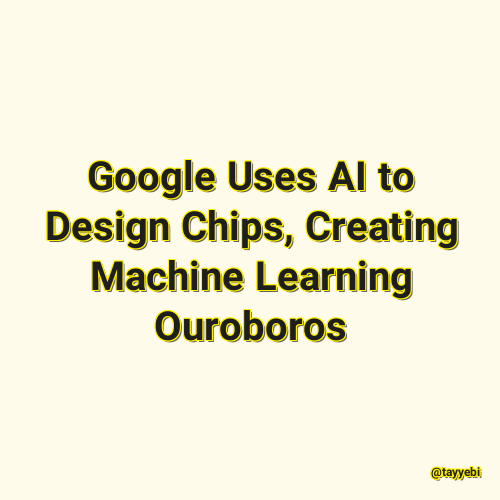 Google Uses AI to
Design Chips, Creating
Machine Learning
Ouroboros
@tayyebi